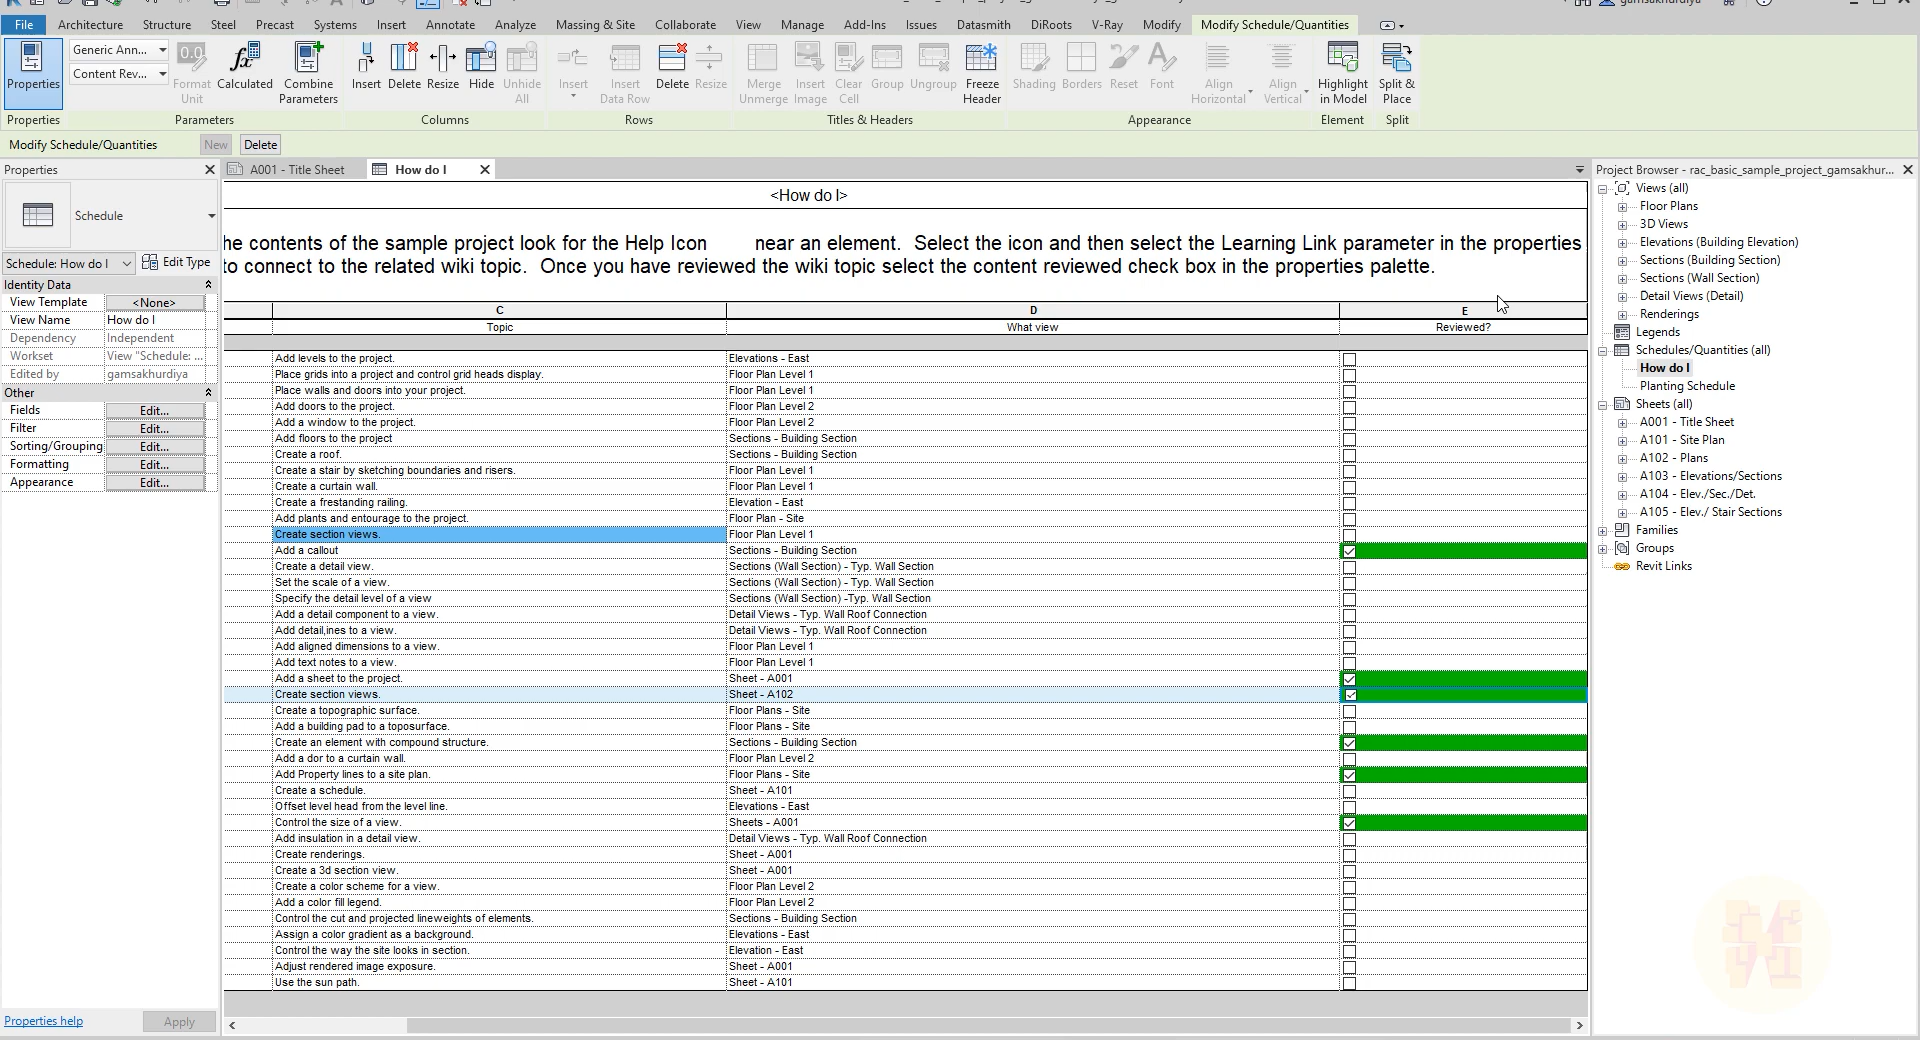 gamsakhurdiya
File Architecture Structure Steel Precast Systems Insert Annotate Analyze Massing & Site Collaborate View Manage Add-Ins Issues Datasmith DiRoots V-Ray Modify Modify Schedule/Quantities
Generic Ann...
Content Rev...
Properties Format Unit Calculated Combine Parameters Insert Delete Resize Hide Unhide All Insert Insert Data Row Delete Resize Merge Unmerge Insert Image Clear Cell Group Ungroup Freeze Header Shading Borders Reset Font Align Horizontal Align Vertical Highlight in Model Split & Place
Properties Parameters Columns Rows Titles & Headers Appearance Element Split
Modify Schedule/Quantities New Delete
Properties
Schedule
Schedule: How do I Edit Type
Identity Data
View Template <None>
View Name How do I
Dependency Independent
Workset View "Schedule: ...
Edited by gamsakhurdiya
Other
Fields Edit...
Filter Edit...
Sorting/Grouping Edit...
Formatting Edit...
Appearance Edit...
Properties help Apply
A001 - Title Sheet How do I
<How do I>
he contents of the sample project look for the Help Icon near an element. Select the icon and then select the Learning Link parameter in the properties
to connect to the related wiki topic. Once you have reviewed the wiki topic select the content reviewed check box in the properties palette.
C D E
Topic What view Reviewed?
Add levels to the project. Elevations - East
Place grids into a project and control grid heads display. Floor Plan Level 1
Place walls and doors into your project. Floor Plan Level 1
Add doors to the project. Floor Plan Level 2
Add a window to the project. Floor Plan Level 2
Add floors to the project Sections - Building Section
Create a roof. Sections - Building Section
Create a stair by sketching boundaries and risers. Floor Plan Level 1
Create a curtain wall. Floor Plan Level 1
Create a frestanding railing. Elevation - East
Add plants and entourage to the project. Floor Plan - Site
Create section views. Floor Plan Level 1
Add a callout Sections - Building Section
Create a detail view. Sections (Wall Section) - Typ. Wall Section
Set the scale of a view. Sections (Wall Section) - Typ. Wall Section
Specify the detail level of a view Sections (Wall Section) -Typ. Wall Section
Add a detail component to a view. Detail Views - Typ. Wall Roof Connection
Add detail,ines to a view. Detail Views - Typ. Wall Roof Connection
Add aligned dimensions to a view. Floor Plan Level 1
Add text notes to a view. Floor Plan Level 1
Add a sheet to the project. Sheet - A001
Create section views. Sheet - A102
Create a topographic surface. Floor Plans - Site
Add a building pad to a toposurface. Floor Plans - Site
Create an element with compound structure. Sections - Building Section
Add a dor to a curtain wall. Floor Plan Level 2
Add Property lines to a site plan. Floor Plans - Site
Create a schedule. Sheet - A101
Offset level head from the level line. Elevations - East
Control the size of a view. Sheets - A001
Add insulation in a detail view. Detail Views - Typ. Wall Roof Connection
Create renderings. Sheet - A001
Create a 3d section view. Sheet - A001
Create a color scheme for a view. Floor Plan Level 2
Add a color fill legend. Floor Plan Level 2
Control the cut and projected lineweights of elements. Sections - Building Section
Assign a color gradient as a background. Elevations - East
Control the way the site looks in section. Elevation - East
Adjust rendered image exposure. Sheet - A001
Use the sun path. Sheet - A101
Project Browser - rac_basic_sample_project_gamsakhur...
Views (all)
Floor Plans
3D Views
Elevations (Building Elevation)
Sections (Building Section)
Sections (Wall Section)
Detail Views (Detail)
Renderings
Legends
Schedules/Quantities (all)
How do I
Planting Schedule
Sheets (all)
A001 - Title Sheet
A101 - Site Plan
A102 - Plans
A103 - Elevations/Sections
A104 - Elev./Sec./Det.
A105 - Elev./ Stair Sections
Families
Groups
Revit Links